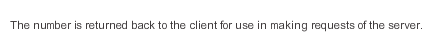 The number is returned back to the client for use in making requests of the server.